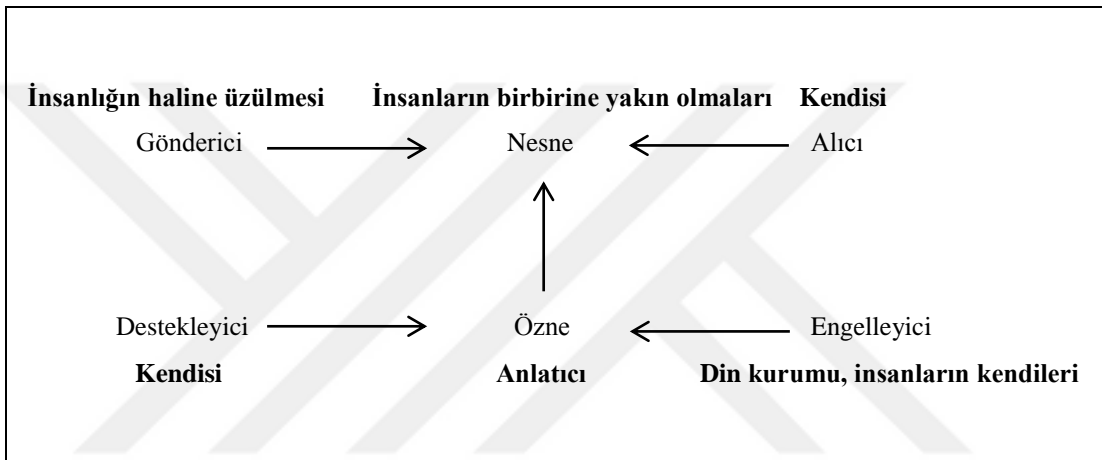 İnsanlığın haline üzülmesi İnsanların birbirine yakın olmaları Kendisi
Gönderici Nesne Alıcı
Destekleyici Özne Engelleyici
Kendisi Anlatıcı Din kurumu, insanların kendileri